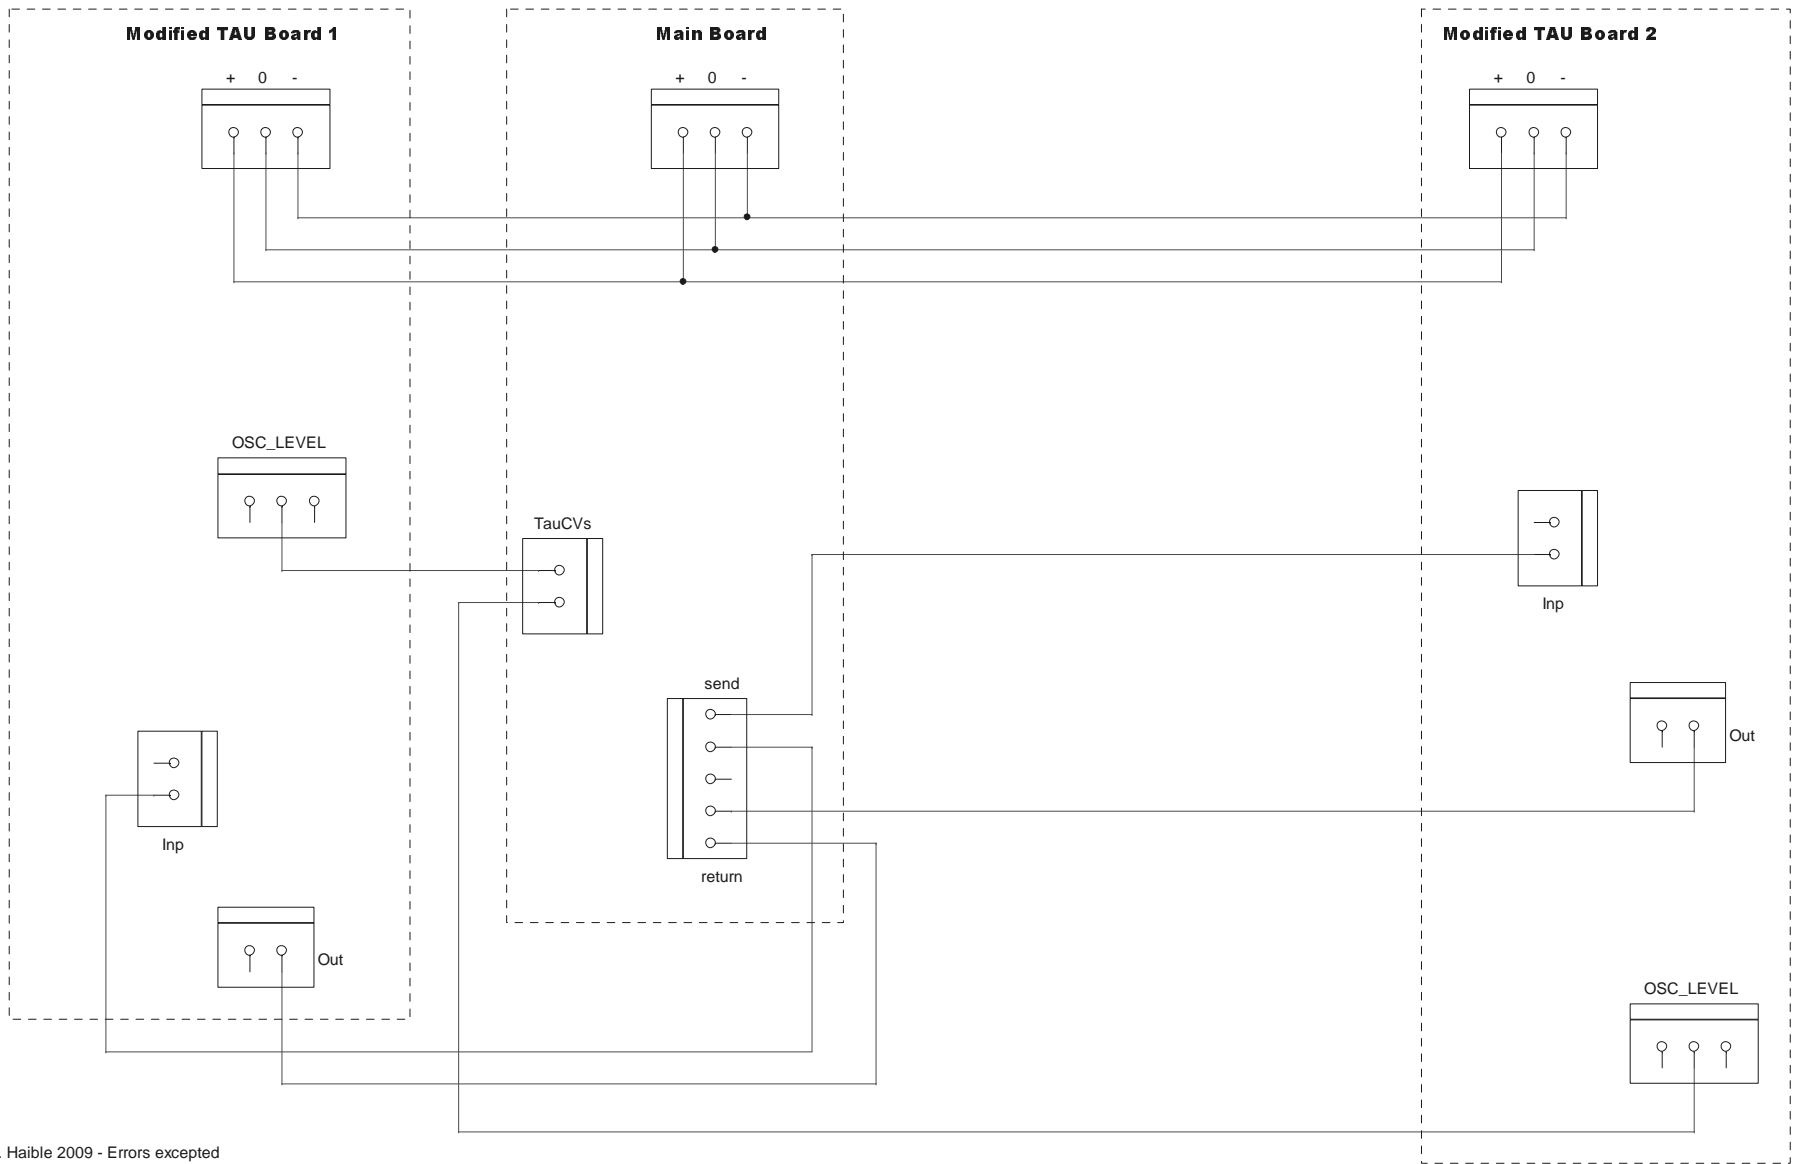 Modified TAU Board 1
Main Board
Modified TAU Board 2
+ 0 -
+ 0 -
+ 0 -
OSC_LEVEL
TauCVs
Inp
send
Out
Inp
return
Out
OSC_LEVEL
. Haible 2009 - Errors excepted